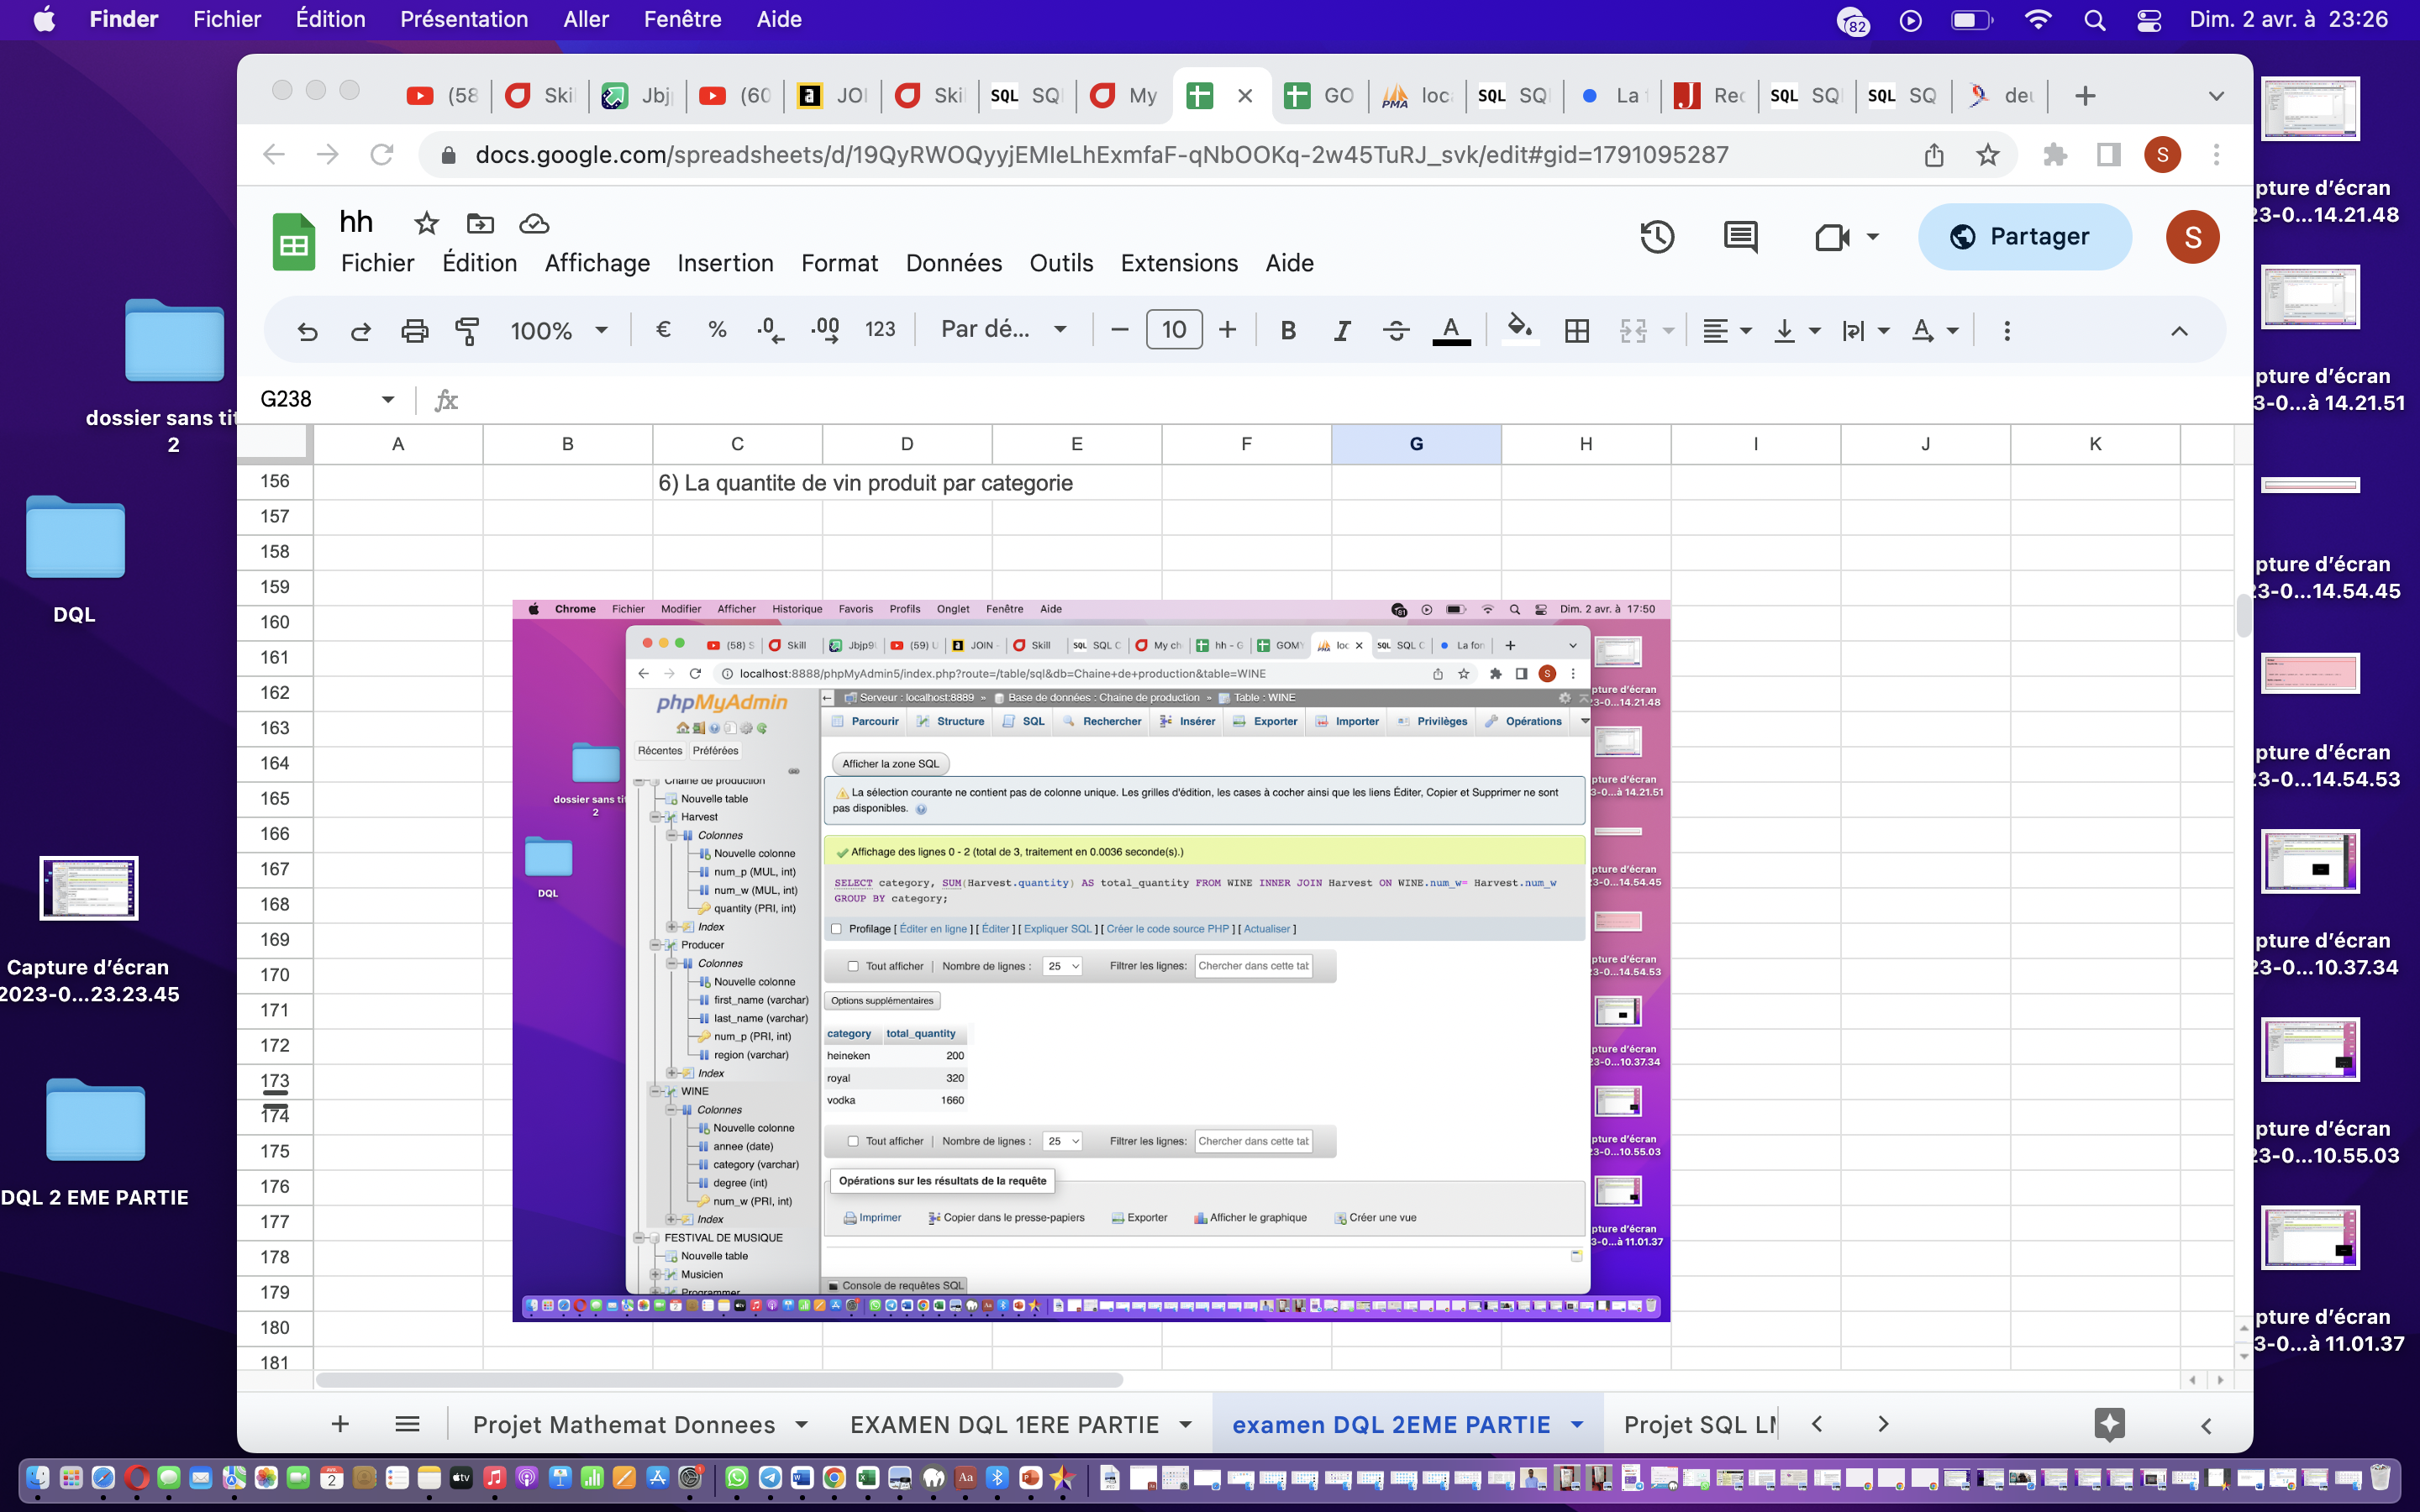 Finder Fichier Édition Présentation Aller Fenêtre Aide
82
Dim. 2 avr. à 23:26
(58 Ski Jbj (60 JO Ski SQL SQ My GO PMA loc SQL SQ La Rec SQL SQ SQL SQ deu
docs.google.com/spreadsheets/d/19QyRWOQyyjEMIeLhExmfaF-qNbOOKq-2w45TuRJ_svk/edit#gid=1791095287
S
hh
Fichier Édition Affichage Insertion Format Données Outils Extensions Aide
Partager
S
100% € % .0 .00 123 Par dé... 10 B I A
G238
fx
A B C D E F G H I J K
156
6) La quantite de vin produit par categorie
157
158
159
160
161
162
163
164
165
166
167
168
169
170
171
172
173
174
175
176
177
178
179
180
181
Chrome Fichier Modifier Afficher Historique Favoris Profils Onglet Fenêtre Aide
Dim. 2 avr. à 17:50
(58) S Skill Jbjp9 (59) U JOIN Skill SQL C My ch hh - G GOMY loc SQL C La fon
localhost:8888/phpMyAdmin5/index.php?route=/table/sql&db=Chaine+de+production&table=WINE
phpMyAdmin
Récentes Préférées
Chaine de production
Nouvelle table
Harvest
Colonnes
Nouvelle colonne
num_p (MUL, int)
num_w (MUL, int)
quantity (PRI, int)
Index
Producer
Colonnes
Nouvelle colonne
first_name (varchar)
last_name (varchar)
num_p (PRI, int)
region (varchar)
Index
WINE
Colonnes
Nouvelle colonne
annee (date)
category (varchar)
degree (int)
num_w (PRI, int)
Index
FESTIVAL DE MUSIQUE
Nouvelle table
Musicien
Programmer
Serveur : localhost:8889 » Base de données : Chaine de production » Table : WINE
Parcourir Structure SQL Rechercher Insérer Exporter Importer Privilèges Opérations
Afficher la zone SQL
La sélection courante ne contient pas de colonne unique. Les grilles d'édition, les cases à cocher ainsi que les liens Éditer, Copier et Supprimer ne sont
pas disponibles.
Affichage des lignes 0 - 2 (total de 3, traitement en 0.0036 seconde(s).)
SELECT category, SUM(Harvest.quantity) AS total_quantity FROM WINE INNER JOIN Harvest ON WINE.num_w= Harvest.num_w
GROUP BY category;
Profilage [ Éditer en ligne ] [ Éditer ] [ Expliquer SQL ] [ Créer le code source PHP ] [ Actualiser ]
Tout afficher | Nombre de lignes : 25 Filtrer les lignes: Chercher dans cette tab
Options supplémentaires
category total_quantity
heineken 200
royal 320
vodka 1660
Tout afficher | Nombre de lignes : 25 Filtrer les lignes: Chercher dans cette tab
Opérations sur les résultats de la requête
Imprimer Copier dans le presse-papiers Exporter Afficher le graphique Créer une vue
Console de requêtes SQL
dossier sans tit
2
DQL
pture d'écran
3-0...14.21.48
pture d'écran
3-0...à 14.21.51
pture d'écran
3-0...14.54.45
pture d'écran
3-0...14.54.53
pture d'écran
3-0...10.37.34
pture d'écran
23-0...10.55.03
pture d'écran
3-0...à 11.01.37
Projet Mathemat Donnees EXAMEN DQL 1ERE PARTIE examen DQL 2EME PARTIE Projet SQL LM
dossier sans tit
2
DQL
Capture d'écran
2023-0...23.23.45
DQL 2 EME PARTIE
pture d'écran
23-0...14.21.48
pture d'écran
3-0...à 14.21.51
pture d'écran
23-0...14.54.45
pture d'écran
23-0...14.54.53
pture d'écran
23-0...10.37.34
pture d'écran
23-0...10.55.03
pture d'écran
3-0...à 11.01.37